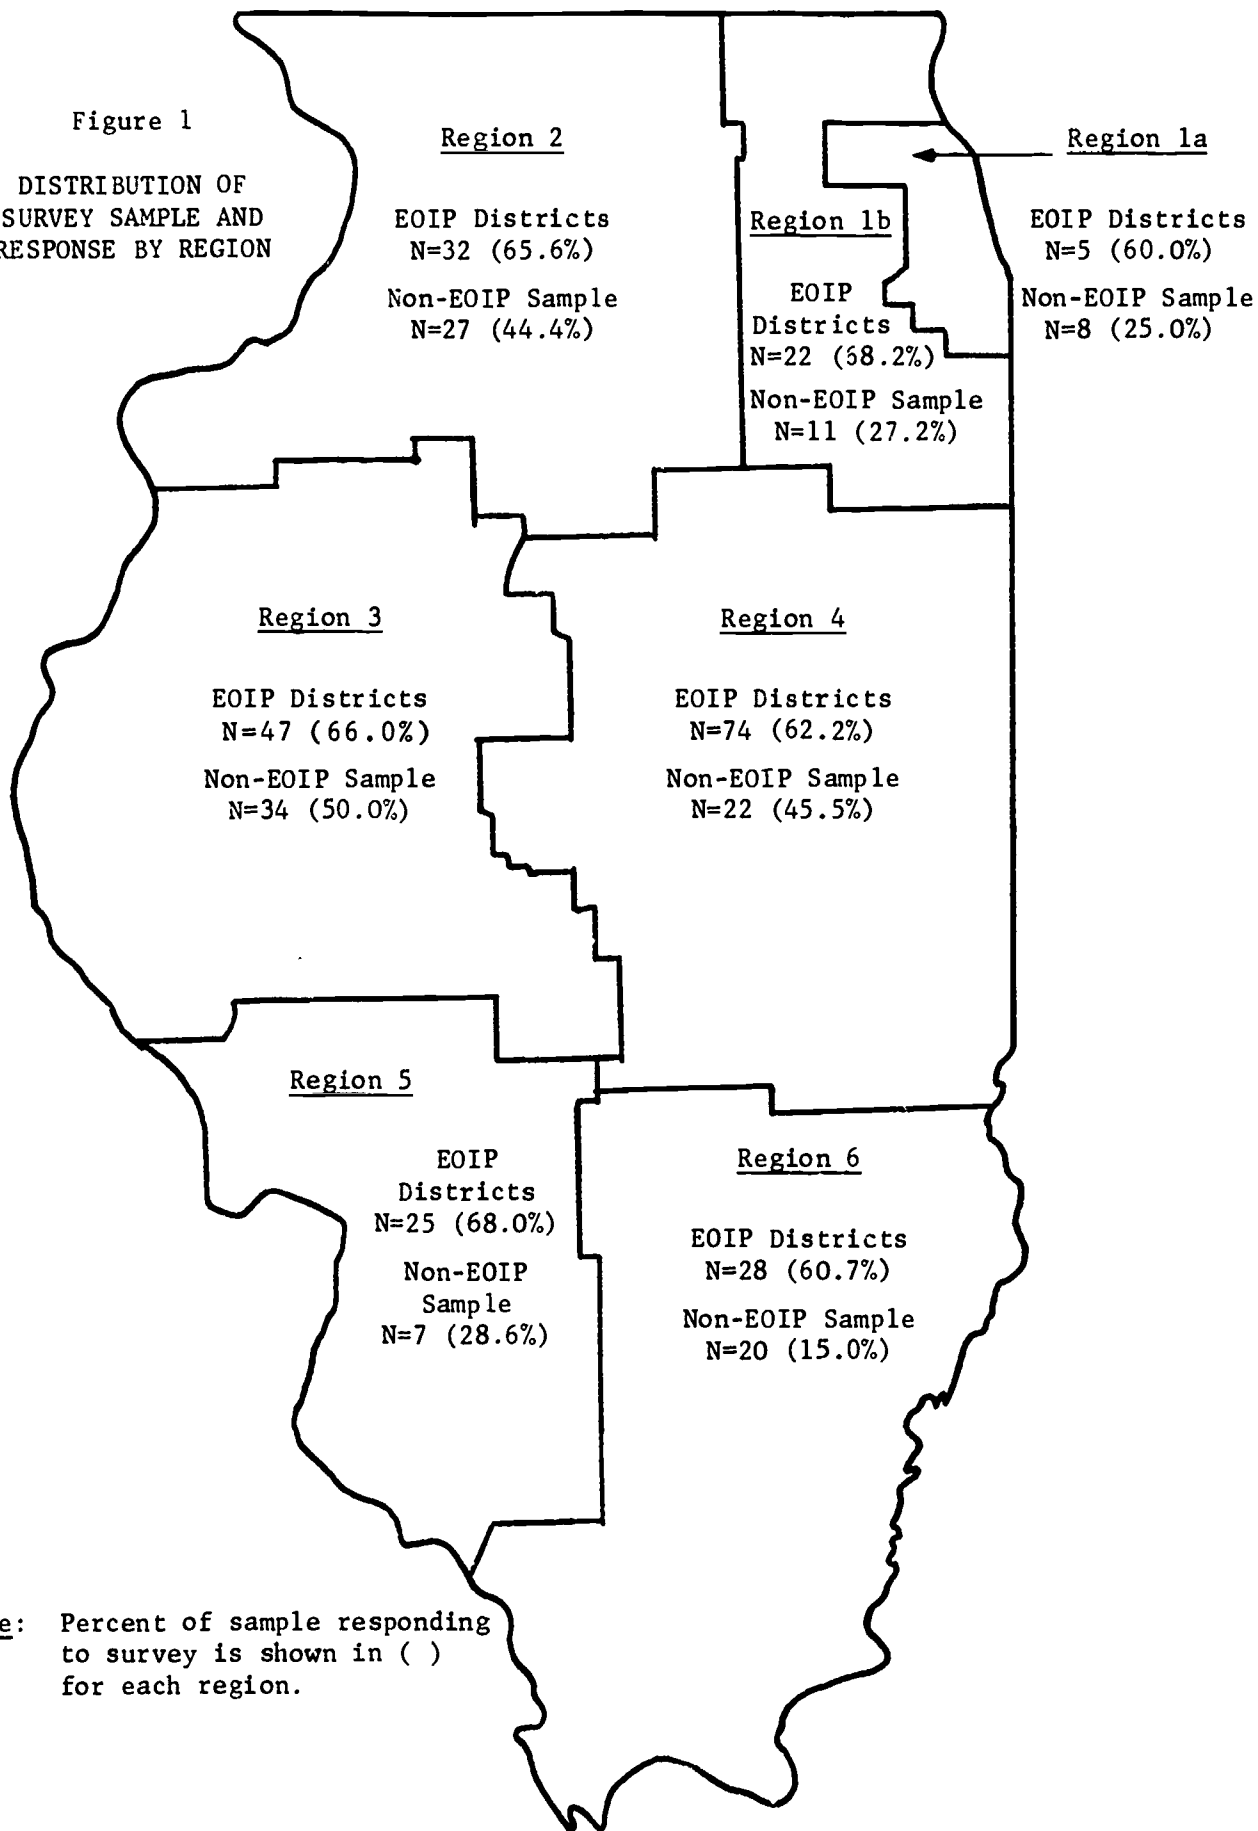 Figure 1
DISTRIBUTION OF
SURVEY SAMPLE AND
RESPONSE BY REGION
Region 2
EOIP Districts
N=32 (65.6%)
Non-EOIP Sample
N=27 (44.4%)
Region 1a
EOIP Districts
N=5 (60.0%)
Non-EOIP Sample
N=8 (25.0%)
Region 1b
EOIP
Districts
N=22 (68.2%)
Non-EOIP Sample
N=11 (27.2%)
Region 3
EOIP Districts
N=47 (66.0%)
Non-EOIP Sample
N=34 (50.0%)
Region 4
EOIP Districts
N=74 (62.2%)
Non-EOIP Sample
N=22 (45.5%)
Region 5
EOIP
Districts
N=25 (68.0%)
Non-EOIP
Sample
N=7 (28.6%)
Region 6
EOIP Districts
N=28 (60.7%)
Non-EOIP Sample
N=20 (15.0%)
e: Percent of sample responding
to survey is shown in ( )
for each region.